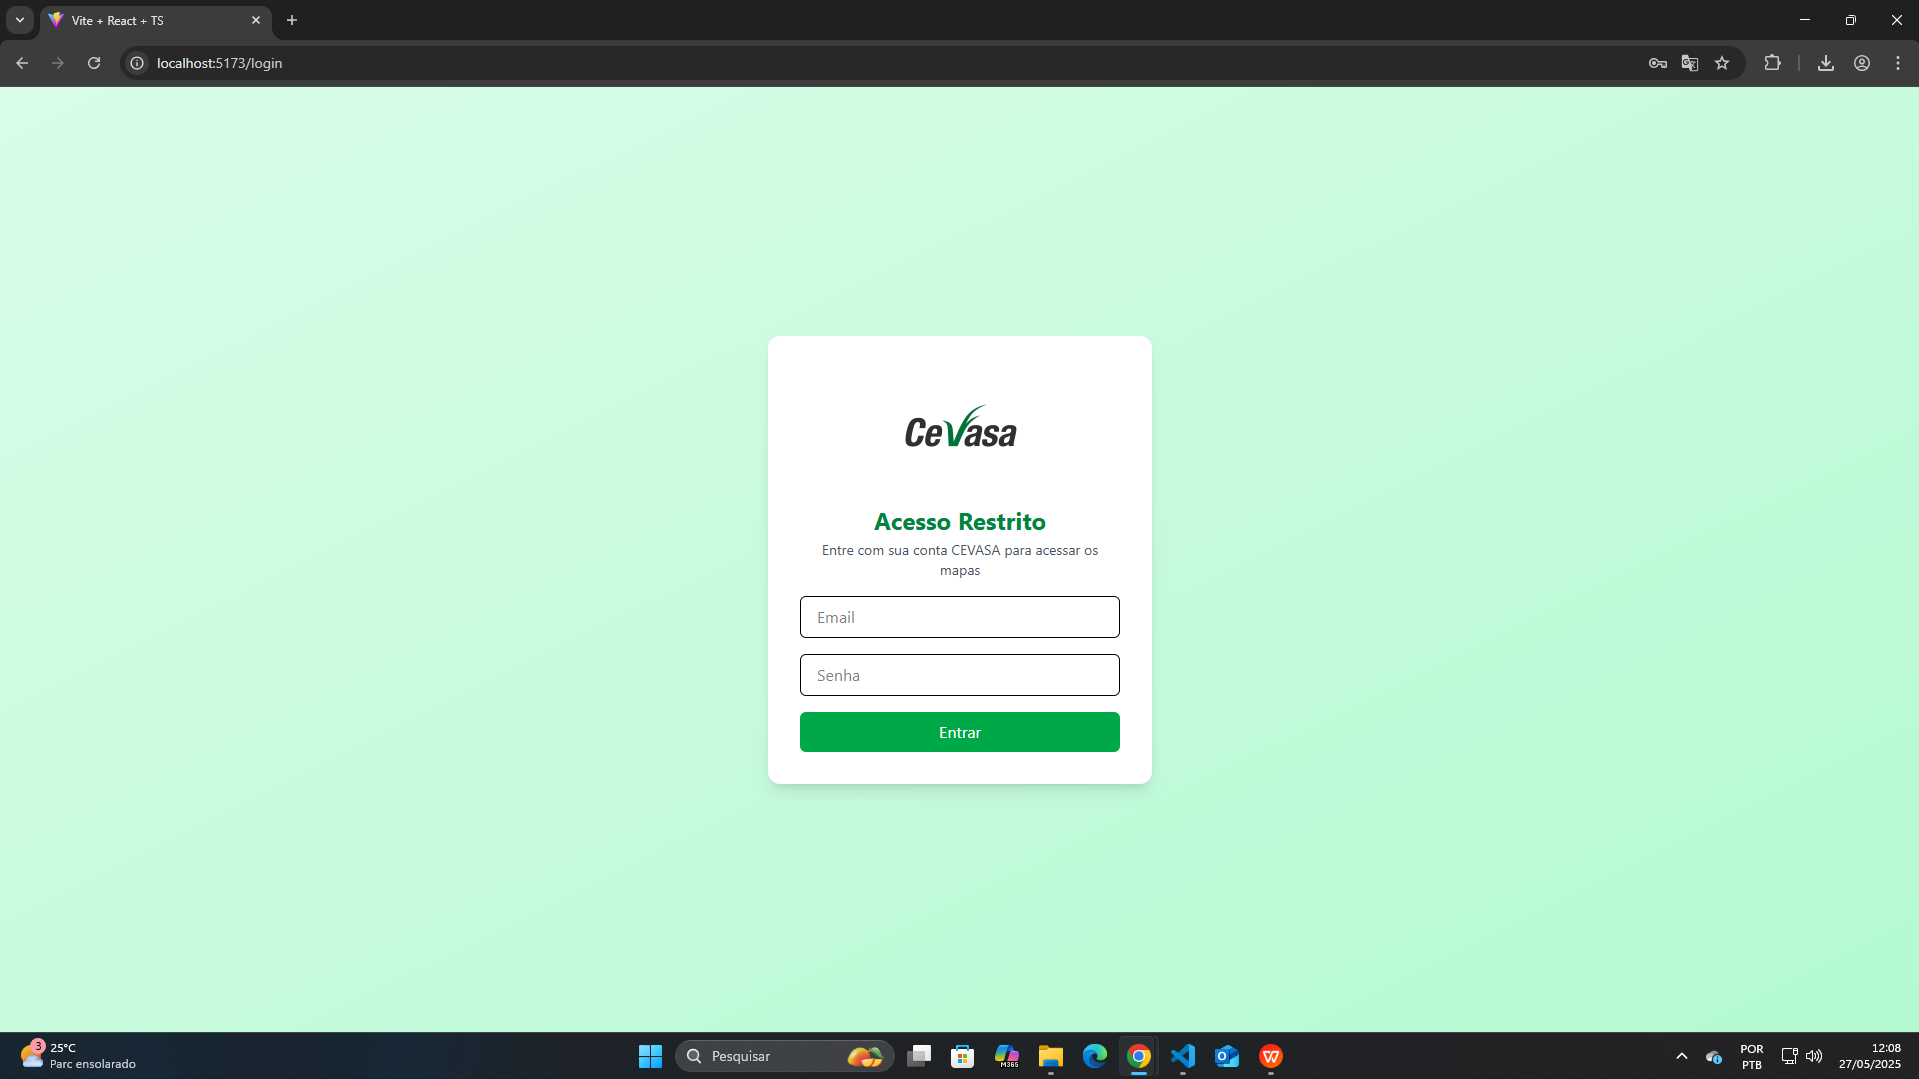 Vite + React + TS
localhost:5173/login
CeVasa
Acesso Restrito
Entre com sua conta CEVASA para acessar os
mapas
Email
Senha
Entrar
3
25°C
Parc ensolarado
Pesquisar
M365
POR
PTB
12:08
27/05/2025